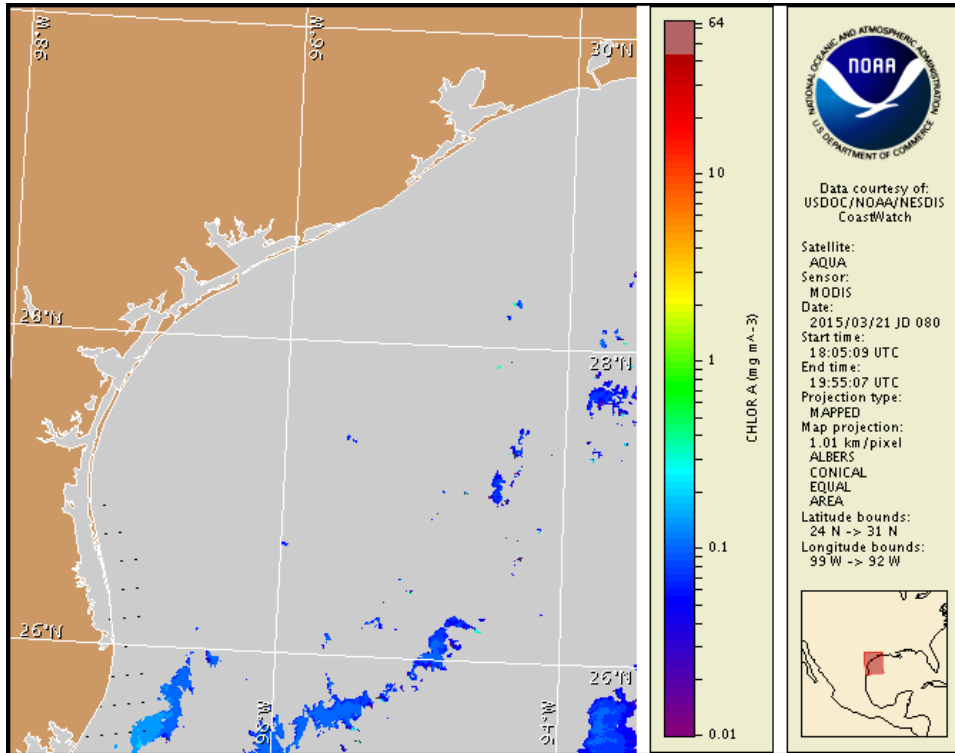 98°W
96°W
30°N
28°N
28°N
26°N
26°N
96°W
94°W
64
10
1
0.1
0.01
CHLOR A (mg m^-3)
NATIONAL OCEANIC AND ATMOSPHERIC ADMINISTRATION
NOAA
U.S. DEPARTMENT OF COMMERCE
Data courtesy of:
USDOC/NOAA/NESDIS
CoastWatch
Satellite:
AQUA
Sensor:
MODIS
Date:
2015/03/21 JD 080
Start time:
18:05:09 UTC
End time:
19:55:07 UTC
Projection type:
MAPPED
Map projection:
1.01 km/pixel
ALBERS
CONICAL
EQUAL
AREA
Latitude bounds:
24 N -> 31 N
Longitude bounds:
99 W -> 92 W